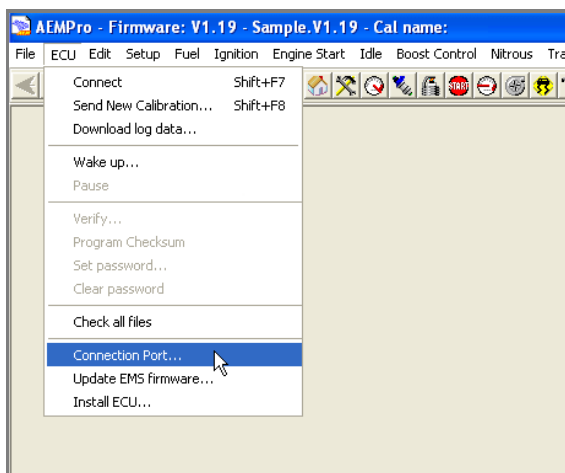 AEMPro - Firmware: V1.19 - Sample.V1.19 - Cal name:
File ECU Edit Setup Fuel Ignition Engine Start Idle Boost Control Nitrous Tra
Connect Shift+F7
Send New Calibration... Shift+F8
Download log data...
Wake up...
Pause
Verify...
Program Checksum
Set password...
Clear password
Check all files
Connection Port...
Update EMS firmware...
Install ECU...
START